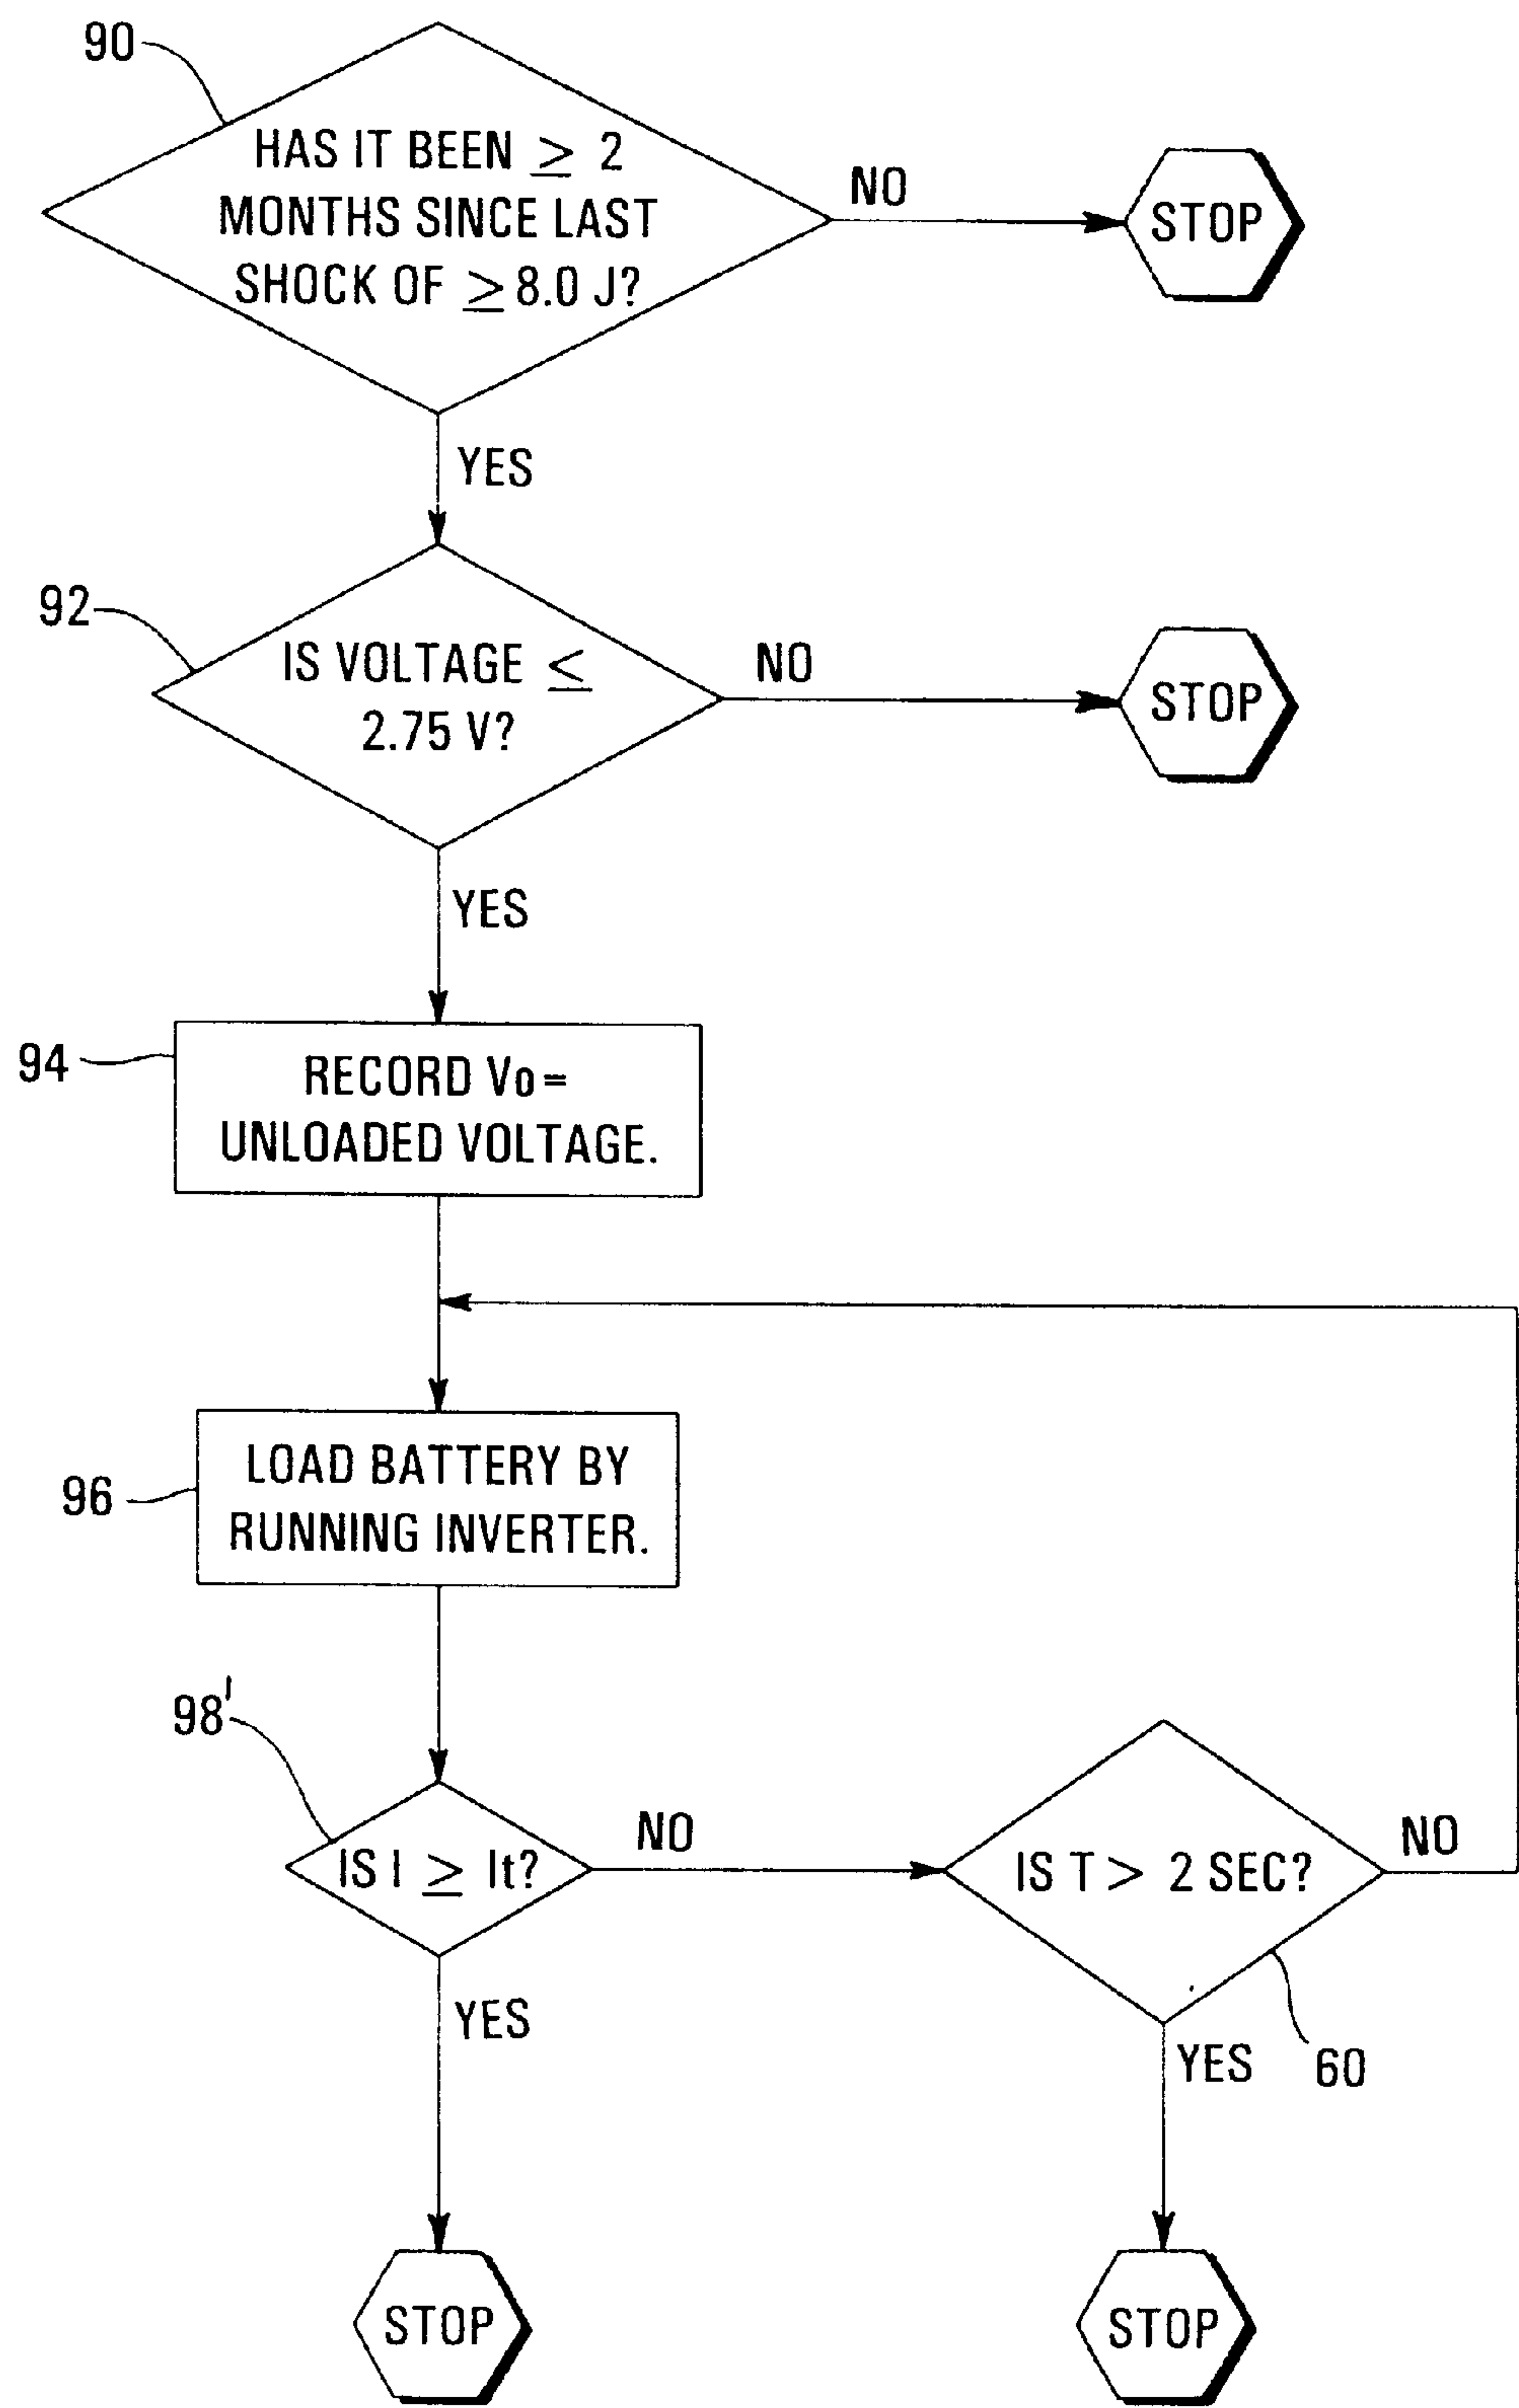 90
HAS IT BEEN ≥ 2
MONTHS SINCE LAST
SHOCK OF ≥ 8.0 J?
NO
STOP
YES
92
IS VOLTAGE ≤
2.75 V?
NO
STOP
YES
94
RECORD Vo =
UNLOADED VOLTAGE.
96
LOAD BATTERY BY
RUNNING INVERTER.
98'
IS I ≥ It?
NO
IS T > 2 SEC?
NO
YES
YES
60
STOP
STOP